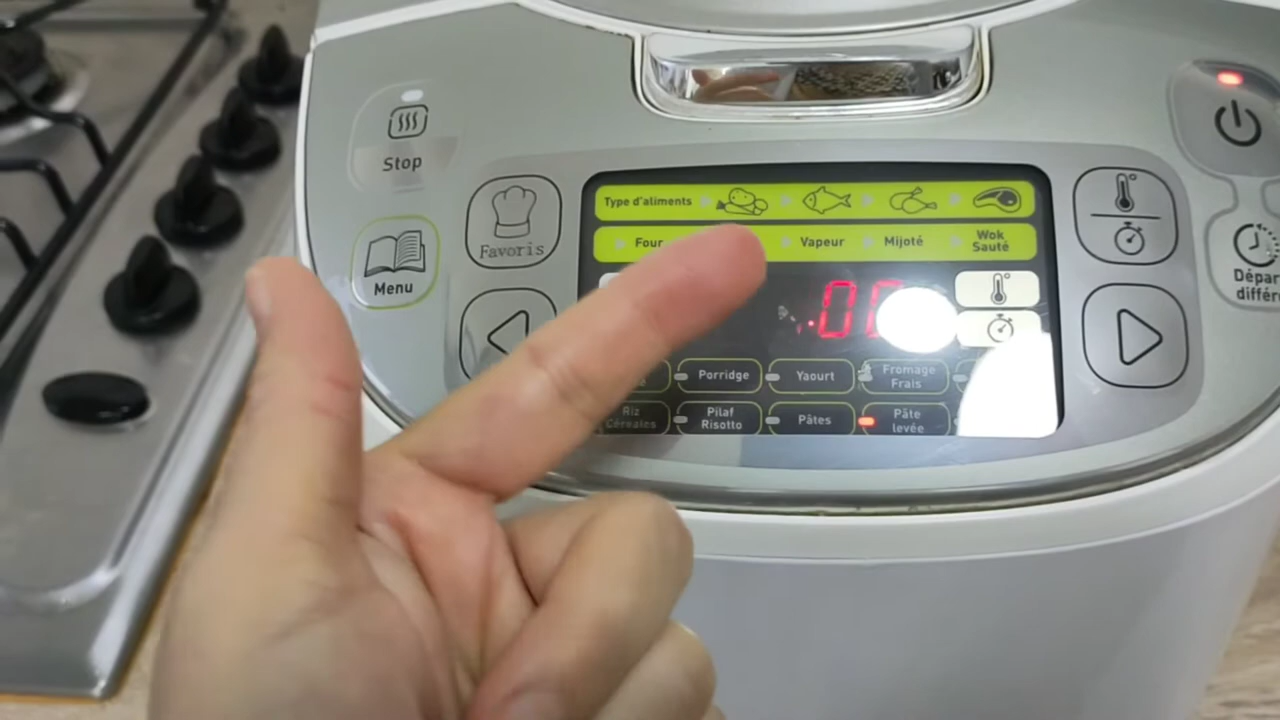 Stop
Favoris
Menu
Type d'aliments
Four
Vapeur
Mijoté
Wok
Sauté
Départ
différ
Porridge
Yaourt
Fromage
Frais
Riz
Céréales
Pilaf
Risotto
Pâtes
Pâte
levée